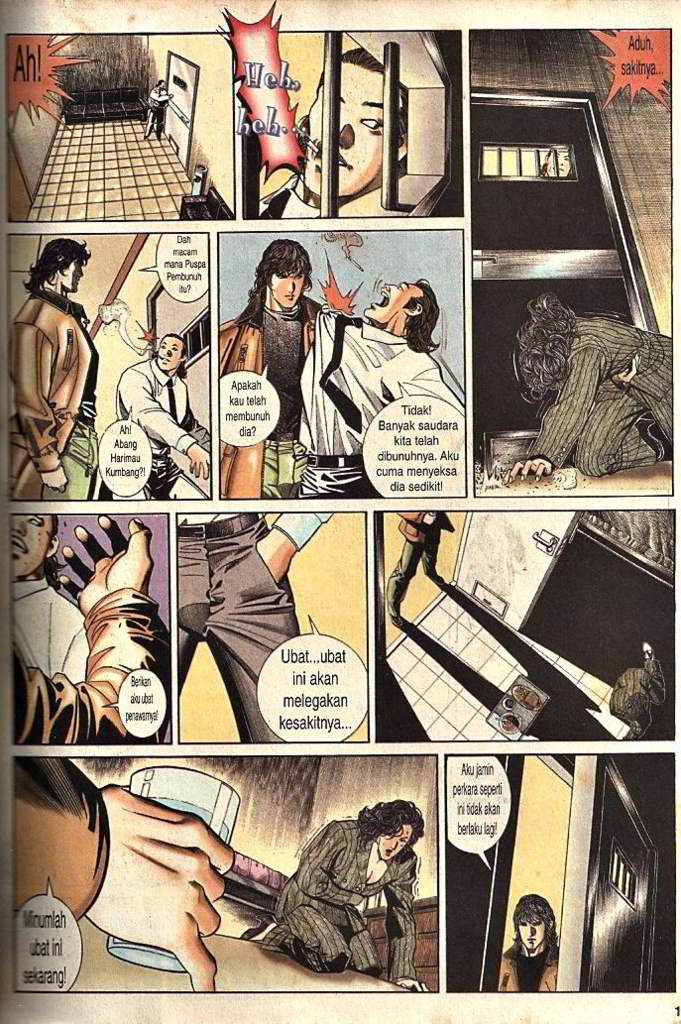 Ah!
Heh,
heh...
Aduh,
sakitnya...
Dah
macam
mana Puspa
Pembunuh
itu?
Ah!
Abang
Harimau
Kumbang?!
Apakah
kau telah
membunuh
dia?
Tidak!
Banyak saudara
kita telah
dibunuhnya. Aku
cuma menyeksa
dia sedikit!
Berikan
aku ubat
penawarnya!
Ubat...ubat
ini akan
melegakan
kesakitnya...
Minumlah
ubat ini
sekarang!
Aku jamin
perkara seperti
ini tidak akan
berlaku lagi!
1